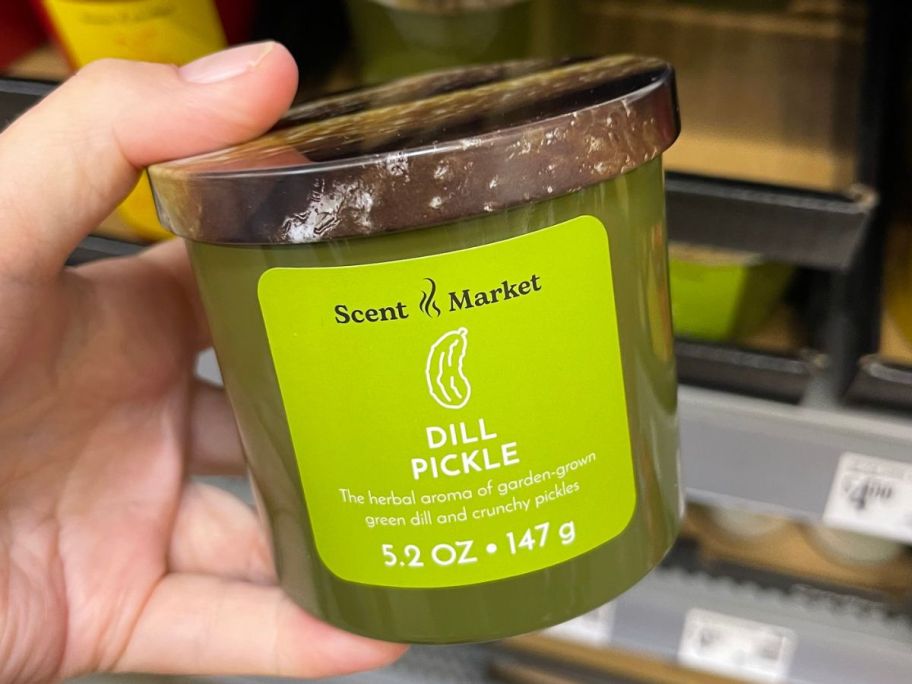 Scent Market
DILL
PICKLE
The herbal aroma of garden-grown
green dill and crunchy pickles
5.2 OZ • 147 g